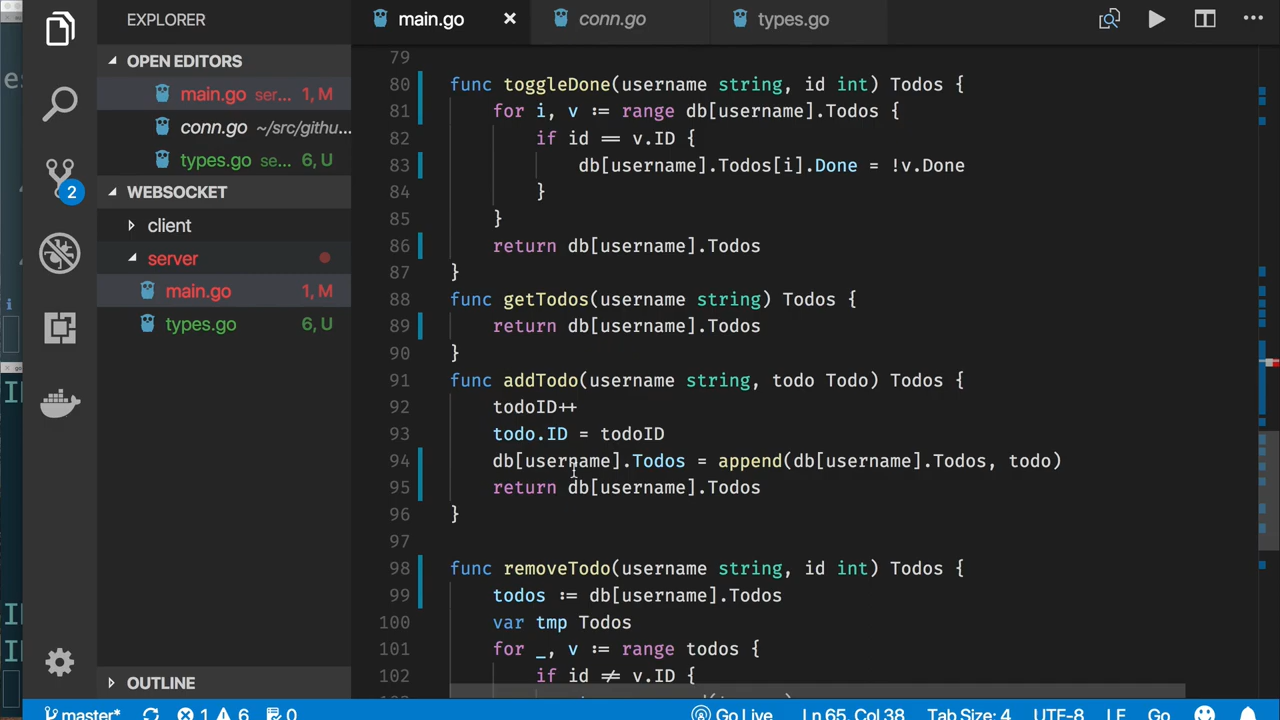 EXPLORER
main.go
conn.go
types.go
OPEN EDITORS
main.go ser... 1, M
conn.go ~/src/githu...
types.go se... 6, U
WEBSOCKET
client
server
main.go 1, M
types.go 6, U
OUTLINE
2
79
80 func toggleDone(username string, id int) Todos {
81 for i, v := range db[username].Todos {
82 if id == v.ID {
83 db[username].Todos[i].Done = !v.Done
84 }
85 }
86 return db[username].Todos
87 }
88 func getTodos(username string) Todos {
89 return db[username].Todos
90 }
91 func addTodo(username string, todo Todo) Todos {
92 todoID++
93 todo.ID = todoID
94 db[username].Todos = append(db[username].Todos, todo)
95 return db[username].Todos
96 }
97
98 func removeTodo(username string, id int) Todos {
99 todos := db[username].Todos
100 var tmp Todos
101 for _, v := range todos {
102 if id != v.ID {
master* 1 6 0 Go Live Ln 65, Col 38 Tab Size: 4 UTF-8 LF Go